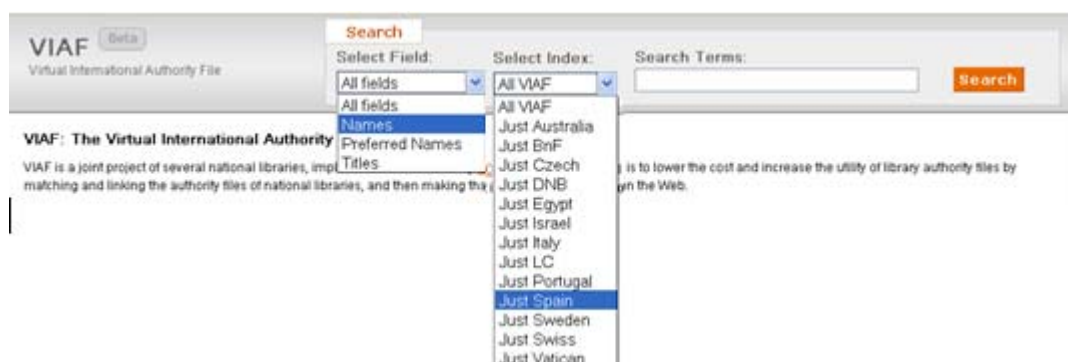 VIAF Beta
Virtual International Authority File
Search
Select Field:
All fields
All fields
Names
Preferred Names
Titles
Select Index:
All VIAF
All VIAF
Just Australia
Just BnF
Just Czech
Just DNB
Just Egypt
Just Israel
Just Italy
Just LC
Just Portugal
Just Spain
Just Sweden
Just Swiss
Just Vatican
Search Terms:
Search
VIAF: The Virtual International Authority
VIAF is a joint project of several national libraries, is to lower the cost and increase the utility of library authority files by
matching and linking the authority files of national libraries, and then making on the Web.